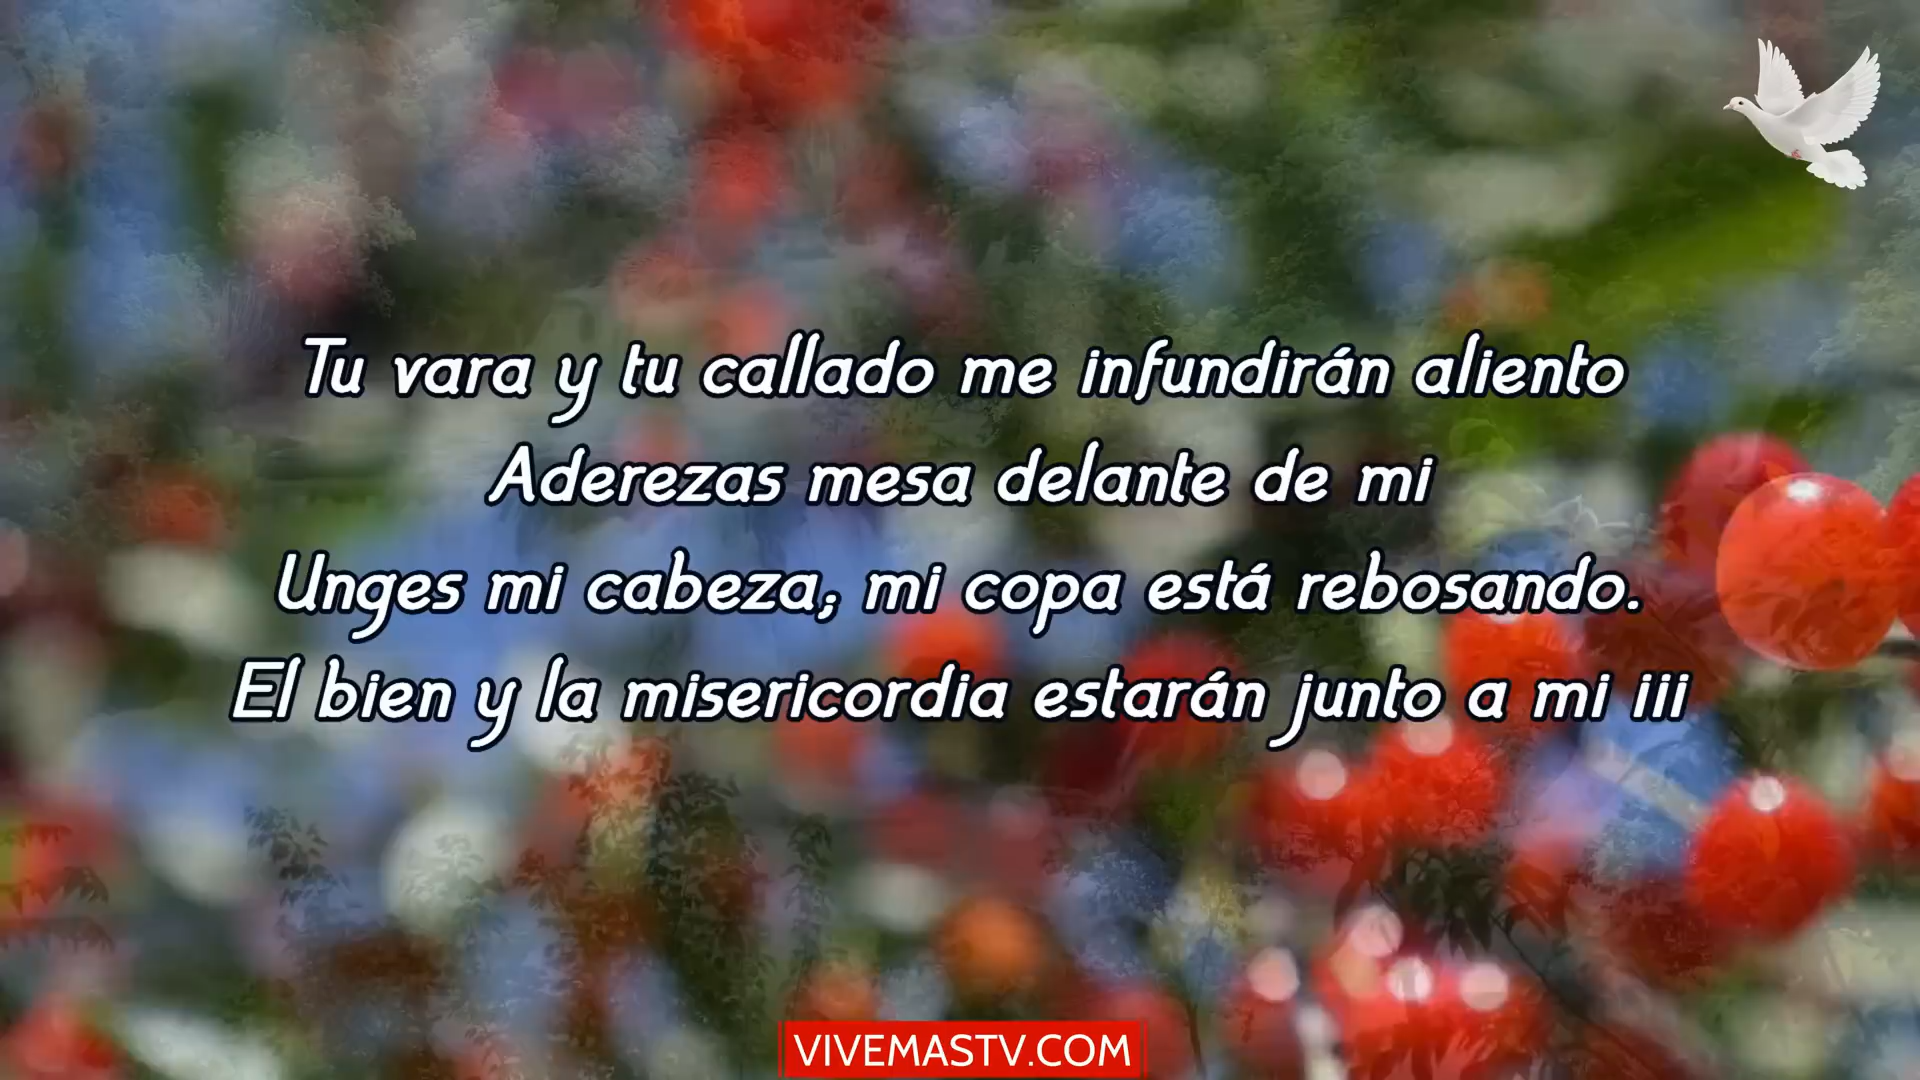 Tu vara y tu callado me infundirán aliento
Aderezas mesa delante de mi
Unges mi cabeza; mi copa está rebosando.
El bien y la misericordia estarán junto a mi iii
VIVEMASTV.COM